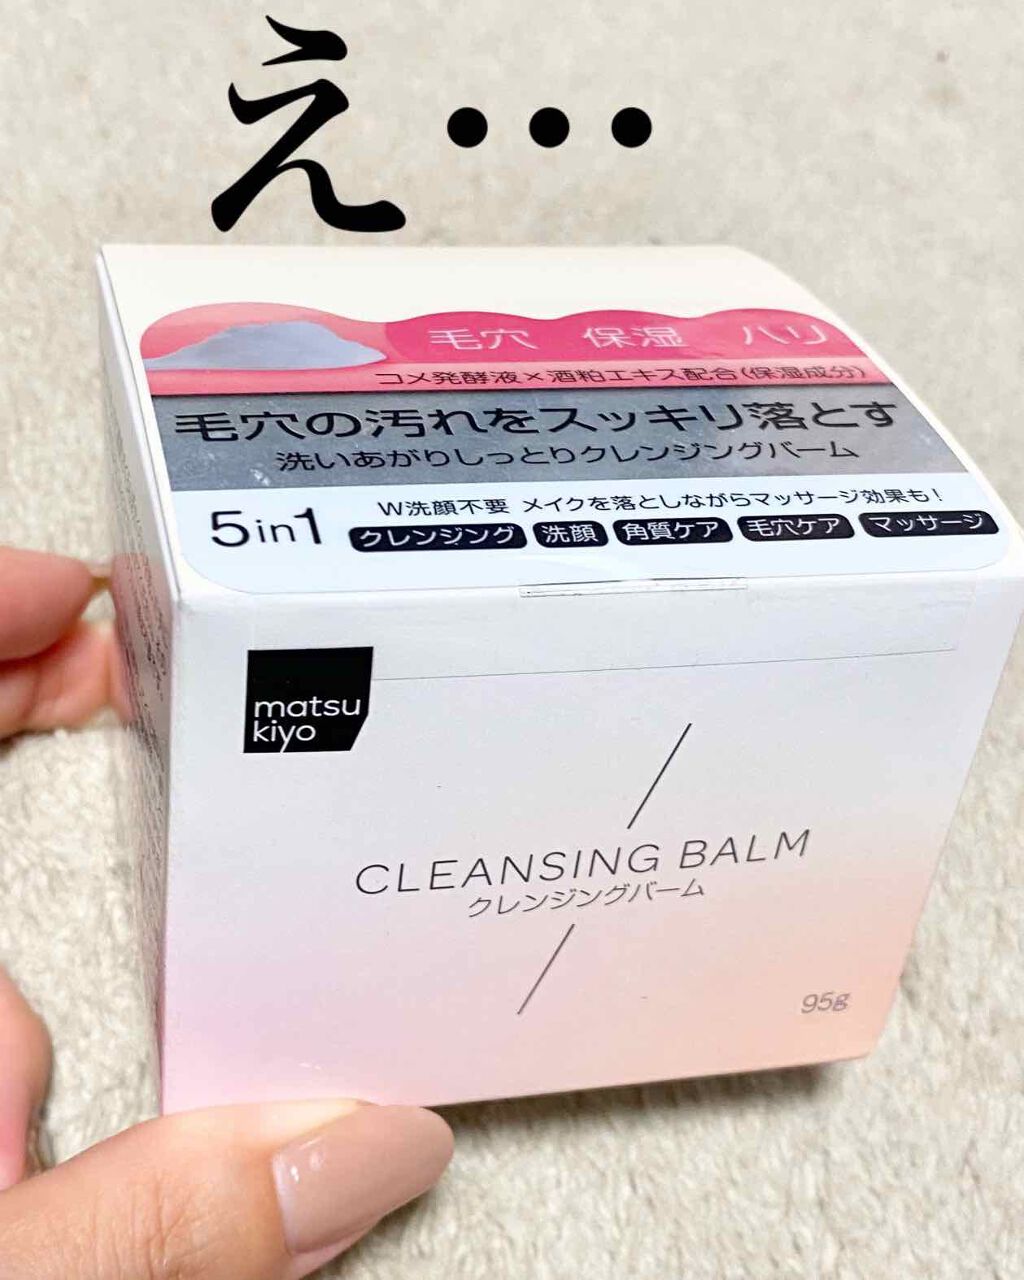 え・・・
毛穴 保湿 ハリ
コメ発酵液×酒粕エキス配合(保湿成分)
毛穴の汚れをスッキリ落とす
洗いあがりしっとりクレンジングバーム
W洗顔不要 メイクを落としながらマッサージ効果も!
5in1 クレンジング 洗顔 角質ケア 毛穴ケア マッサージ
matsu
kiyo
CLEANSING BALM
クレンジングバーム
95g